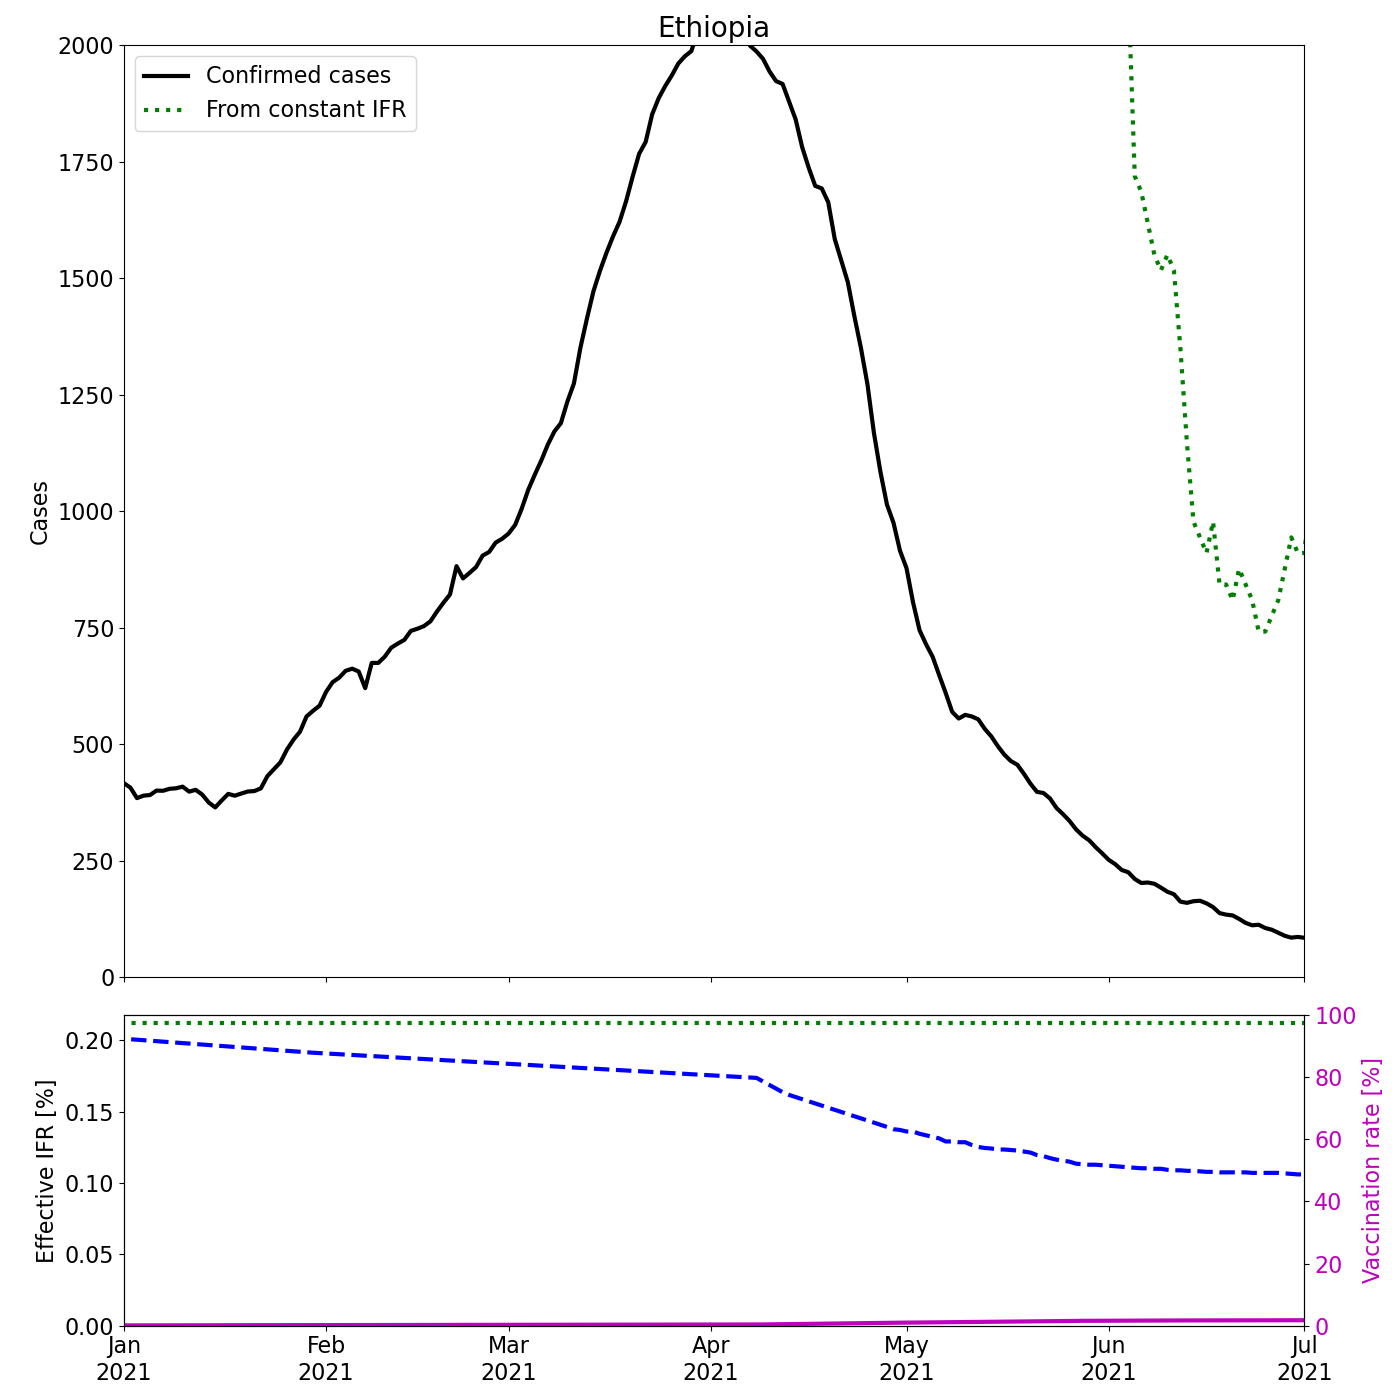 Ethiopia
Confirmed cases
From constant IFR
Cases
2000
1750
1500
1250
1000
750
500
250
0
Effective IFR [%]
0.20
0.15
0.10
0.05
0.00
100
80
60
40
20
0
Vaccination rate [%]
Jan Feb Mar Apr May Jun Jul
2021 2021 2021 2021 2021 2021 2021